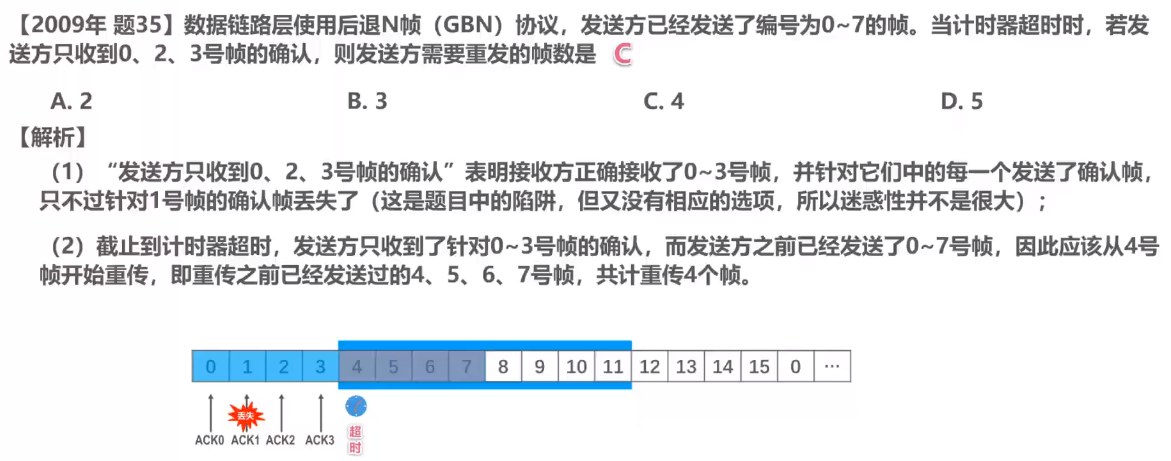 【2009年 题35】数据链路层使用后退N帧（GBN）协议，发送方已经发送了编号为0~7的帧。当计时器超时时，若发
送方只收到0、2、3号帧的确认，则发送方需要重发的帧数是 C
A. 2 B. 3 C. 4 D. 5
【解析】
（1）“发送方只收到0、2、3号帧的确认”表明接收方正确接收了0~3号帧，并针对它们中的每一个发送了确认帧，
只不过针对1号帧的确认帧丢失了（这是题目中的陷阱，但又没有相应的选项，所以迷惑性并不是很大）；
（2）截止到计时器超时，发送方只收到了针对0~3号帧的确认，而发送方之前已经发送了0~7号帧，因此应该从4号
帧开始重传，即重传之前已经发送过的4、5、6、7号帧，共计重传4个帧。
0 1 2 3 4 5 6 7 8 9 10 11 12 13 14 15 0 …
丢失
ACK0 ACK1 ACK2 ACK3
超
时